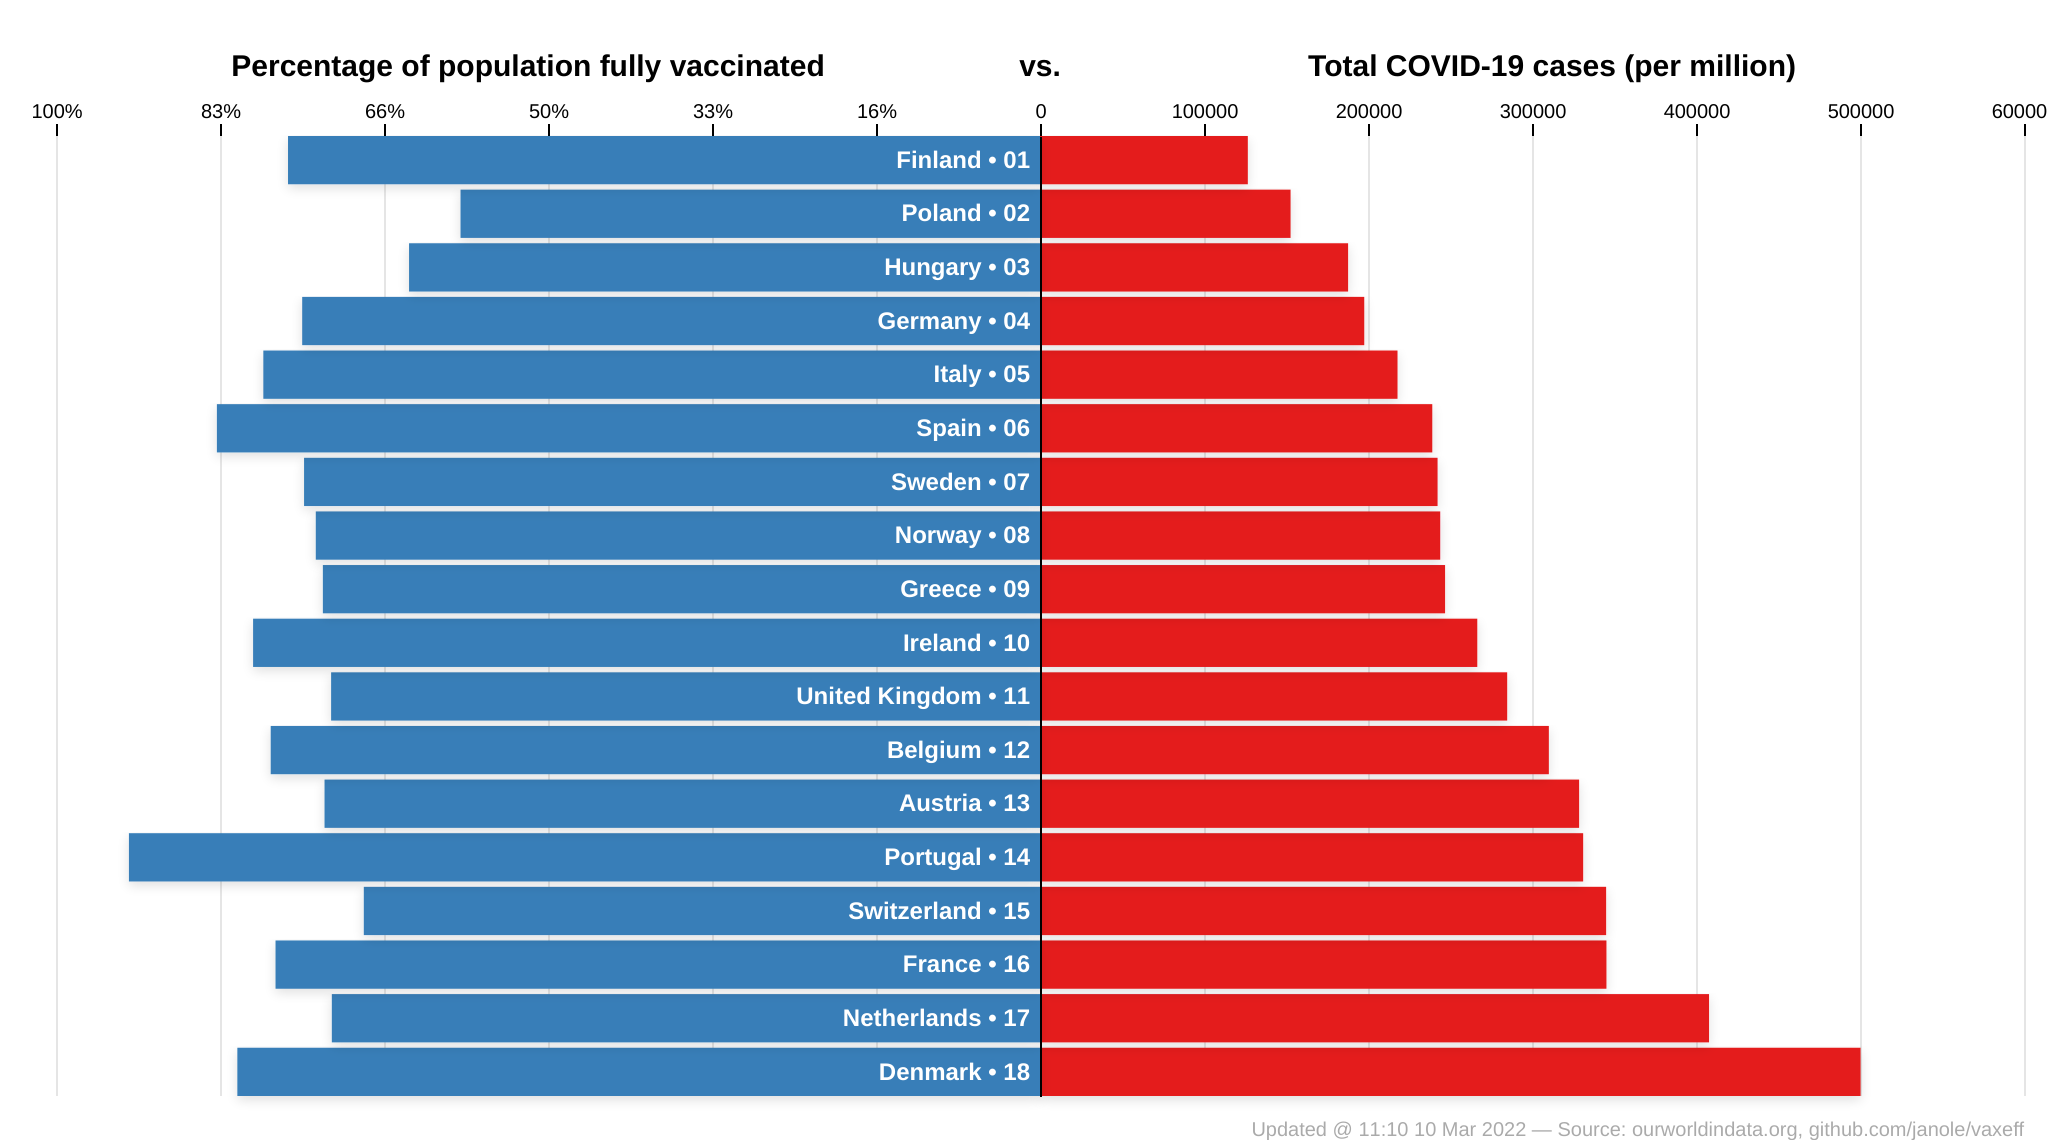 Percentage of population fully vaccinated vs. Total COVID-19 cases (per million)
100% 83% 66% 50% 33% 16% 0 100000 200000 300000 400000 500000 60000
Finland • 01
Poland • 02
Hungary • 03
Germany • 04
Italy • 05
Spain • 06
Sweden • 07
Norway • 08
Greece • 09
Ireland • 10
United Kingdom • 11
Belgium • 12
Austria • 13
Portugal • 14
Switzerland • 15
France • 16
Netherlands • 17
Denmark • 18
Updated @ 11:10 10 Mar 2022 — Source: ourworldindata.org, github.com/janole/vaxeff